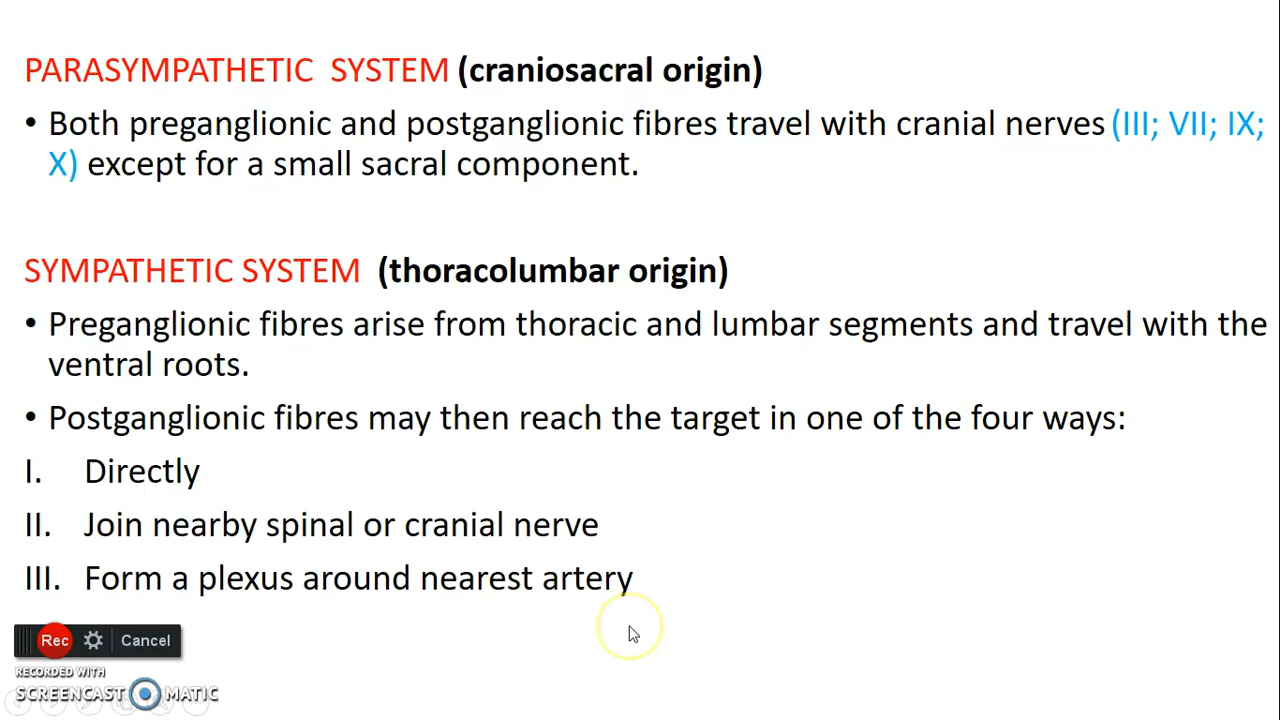 PARASYMPATHETIC SYSTEM (craniosacral origin)
• Both preganglionic and postganglionic fibres travel with cranial nerves (III; VII; IX;
X) except for a small sacral component.
SYMPATHETIC SYSTEM (thoracolumbar origin)
• Preganglionic fibres arise from thoracic and lumbar segments and travel with the
ventral roots.
• Postganglionic fibres may then reach the target in one of the four ways:
I. Directly
II. Join nearby spinal or cranial nerve
III. Form a plexus around nearest artery
Rec Cancel
RECORDED WITH
SCREENCAST MATIC